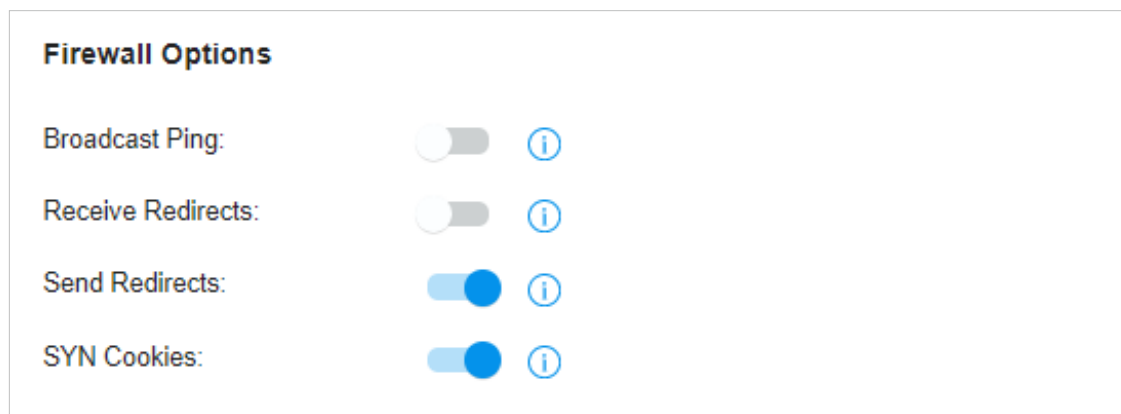 Firewall Options
Broadcast Ping:
Receive Redirects:
Send Redirects:
SYN Cookies: